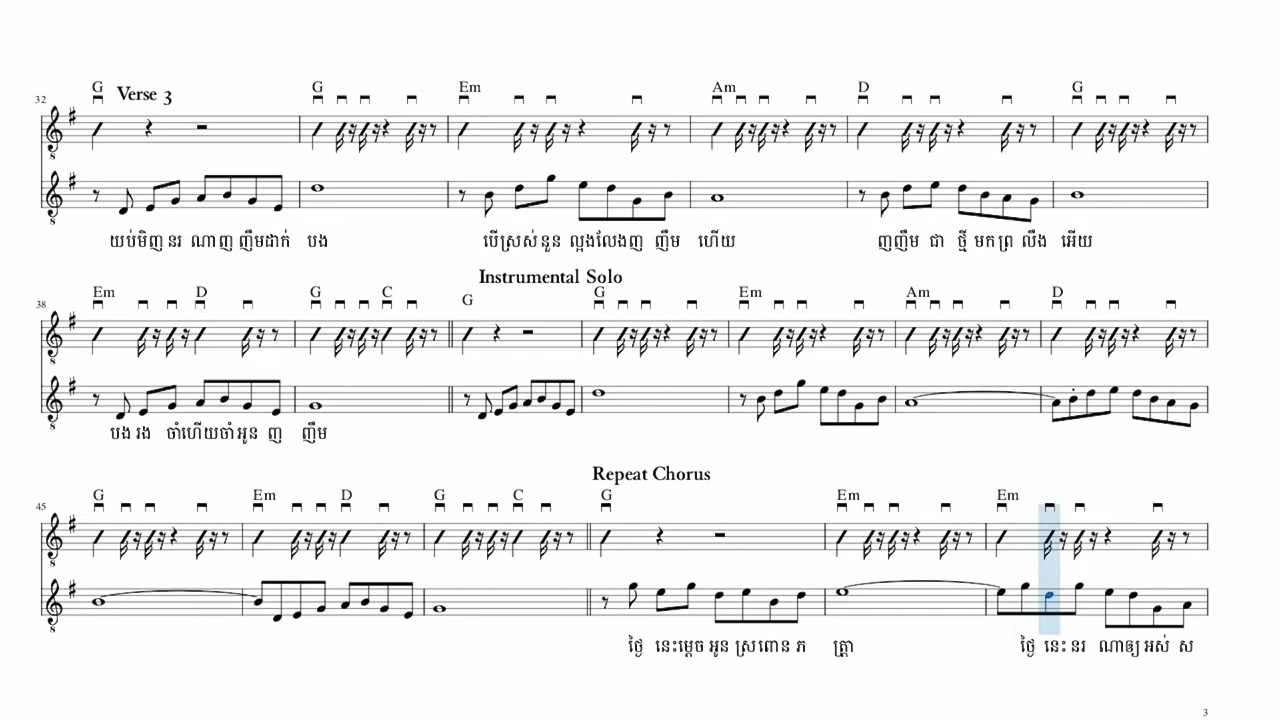 32 G Verse 3 G Em Am D G
យប់មិញ នរ ណាញ ញឹមដាក់ បង បើស្រស់ នួន ល្អងលែងញ ញឹម ហើយ ញញឹម ជា ថ្មី មកព្រ លឹង អើយ
Instrumental Solo
38 Em D G C G G Em Am D
បង រង ចាំហើយចាំ អូន ញ ញឹម
Repeat Chorus
45 G Em D G C G Em Em
ថ្ងៃ នេះម្ដេច អូន ស្រពោន ភ ត្រ្តា ថ្ងៃ នេះ នរ ណាឲ្យ អស់ ស
3